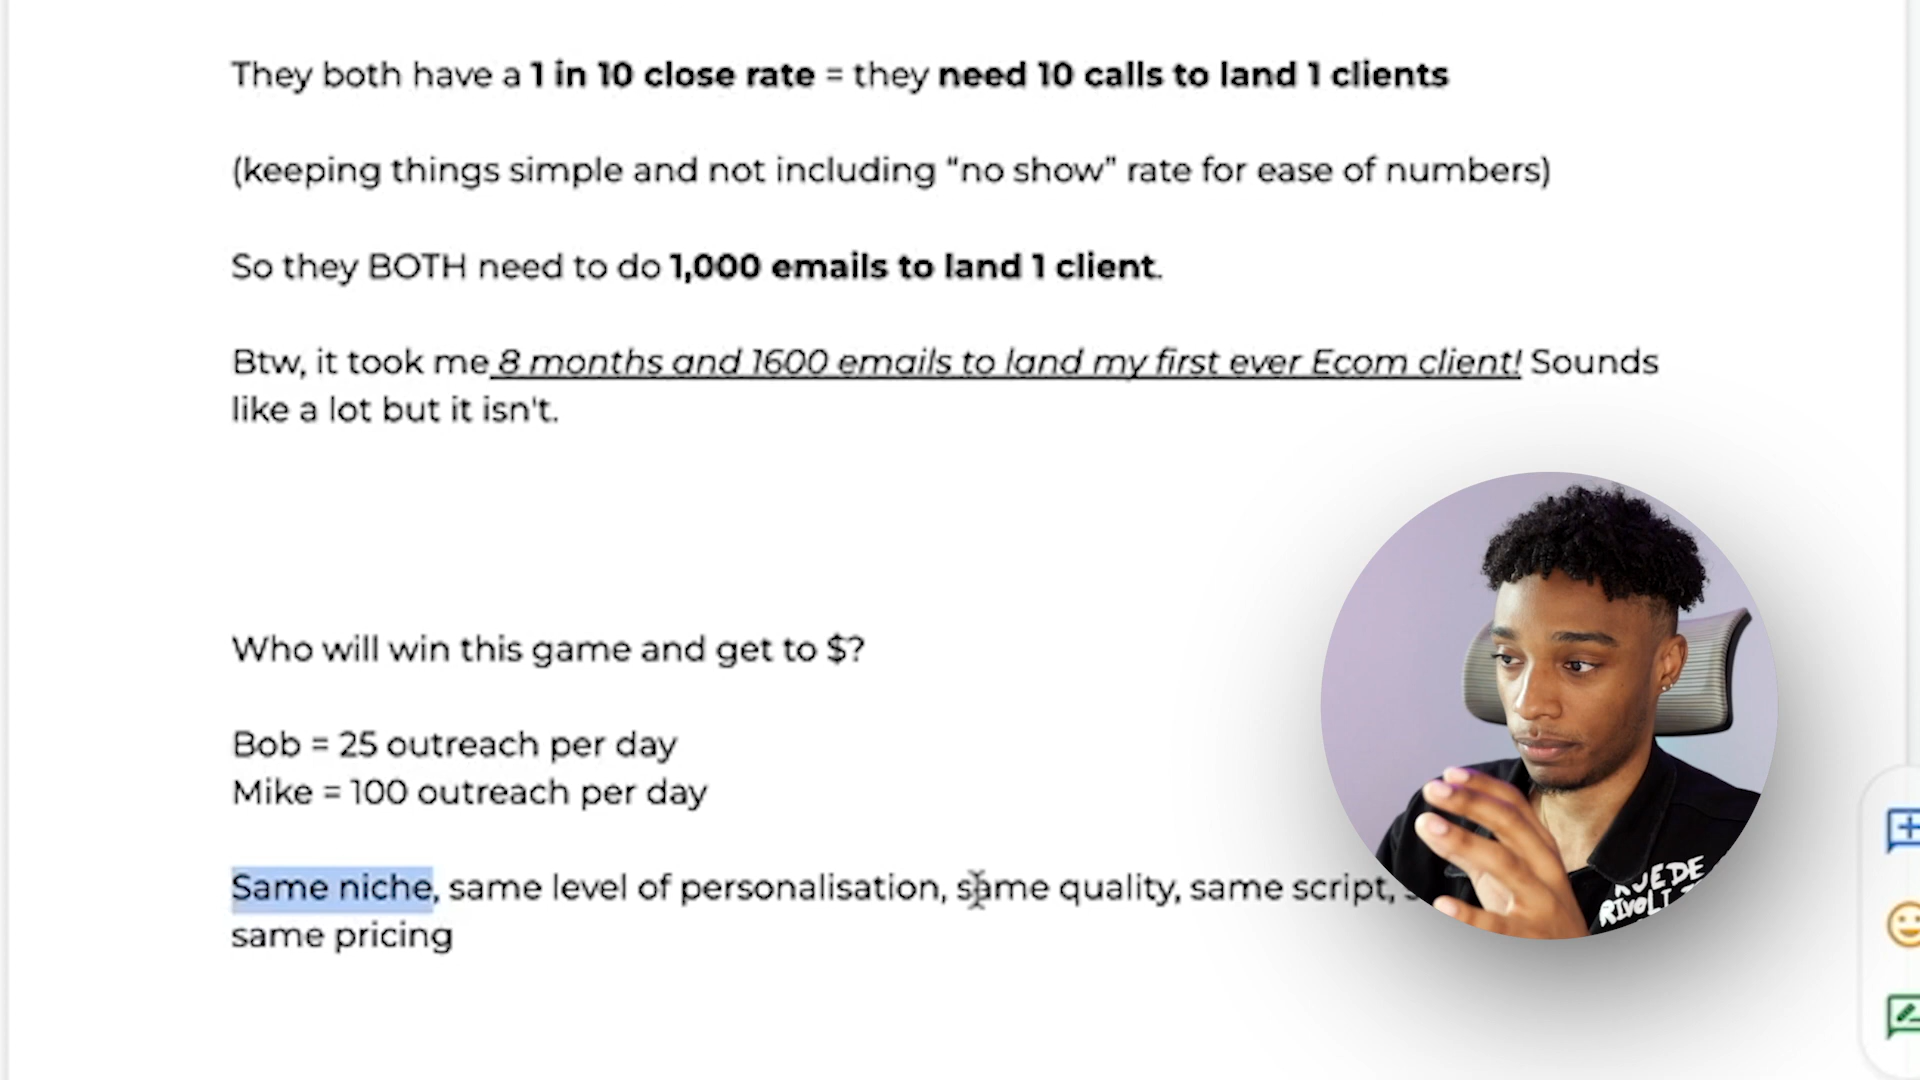 They both have a 1 in 10 close rate = they need 10 calls to land 1 clients
(keeping things simple and not including “no show” rate for ease of numbers)
So they BOTH need to do 1,000 emails to land 1 client.
Btw, it took me 8 months and 1600 emails to land my first ever Ecom client! Sounds
like a lot but it isn't.
Who will win this game and get to $?
Bob = 25 outreach per day
Mike = 100 outreach per day
Same niche, same level of personalisation, same quality, same script,
same pricing
RUEDE
RIVOLI